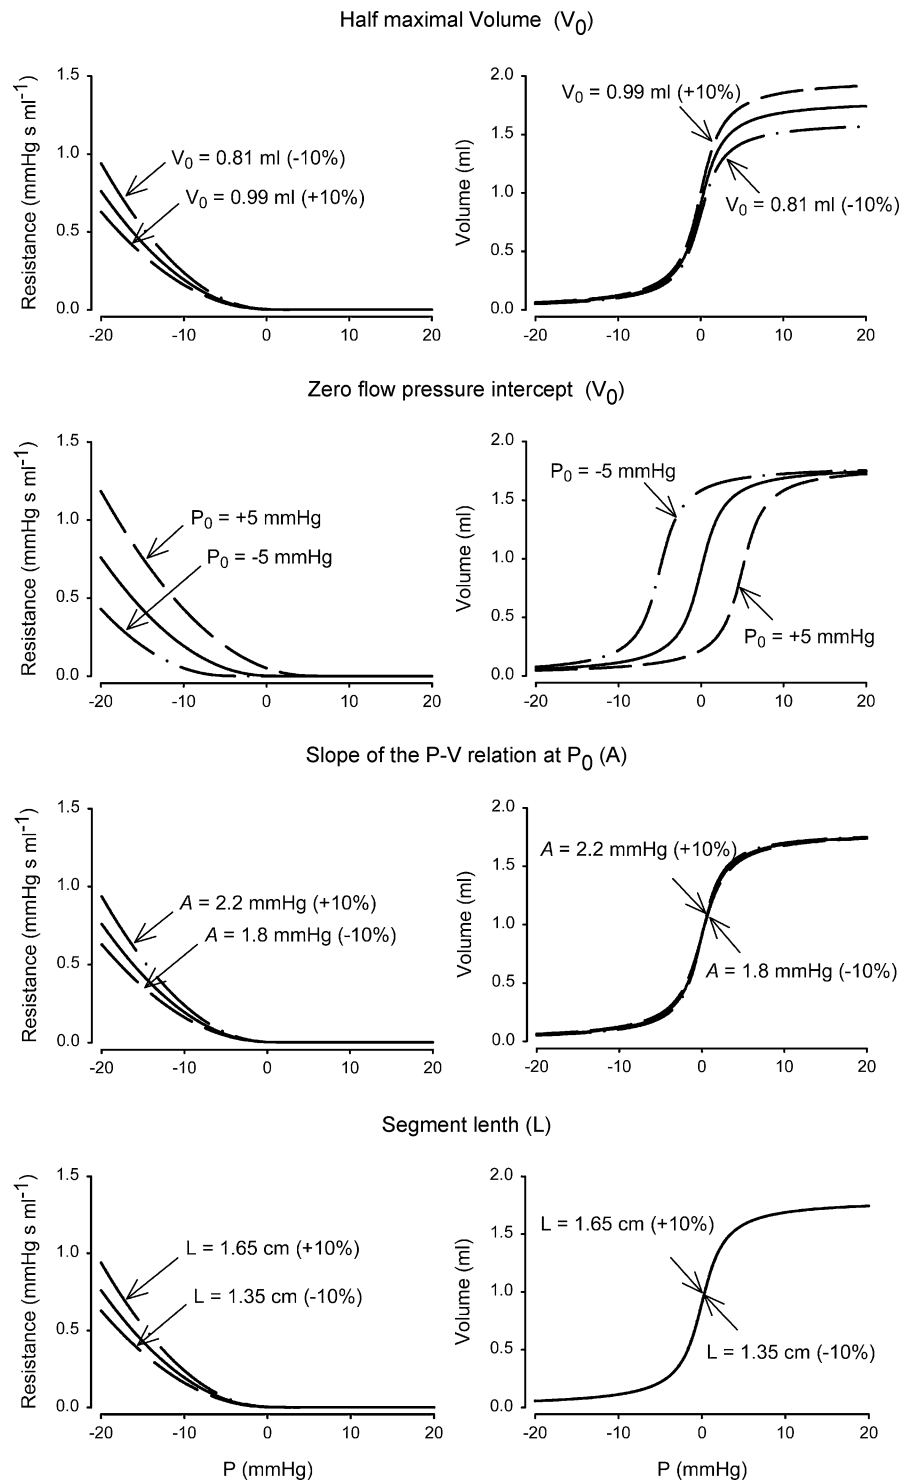 Half maximal Volume (V0)
Resistance (mmHg s ml-1)
1.5
1.0
0.5
0.0
V0 = 0.81 ml (-10%)
V0 = 0.99 ml (+10%)
-20
-10
0
10
20
Volume (ml)
2.0
1.5
1.0
0.5
0.0
V0 = 0.99 ml (+10%)
V0 = 0.81 ml (-10%)
-20
-10
0
10
20
Zero flow pressure intercept (V0)
Resistance (mmHg s ml-1)
1.5
1.0
0.5
0.0
P0 = +5 mmHg
P0 = -5 mmHg
-20
-10
0
10
20
Volume (ml)
2.0
1.5
1.0
0.5
0.0
P0 = -5 mmHg
P0 = +5 mmHg
-20
-10
0
10
20
Slope of the P-V relation at P0 (A)
Resistance (mmHg s ml-1)
1.5
1.0
0.5
0.0
A = 2.2 mmHg (+10%)
A = 1.8 mmHg (-10%)
-20
-10
0
10
20
Volume (ml)
2.0
1.5
1.0
0.5
0.0
A = 2.2 mmHg (+10%)
A = 1.8 mmHg (-10%)
-20
-10
0
10
20
Segment lenth (L)
Resistance (mmHg s ml-1)
1.5
1.0
0.5
0.0
L = 1.65 cm (+10%)
L = 1.35 cm (-10%)
-20
-10
0
10
20
P (mmHg)
Volume (ml)
2.0
1.5
1.0
0.5
0.0
L = 1.65 cm (+10%)
L = 1.35 cm (-10%)
-20
-10
0
10
20
P (mmHg)